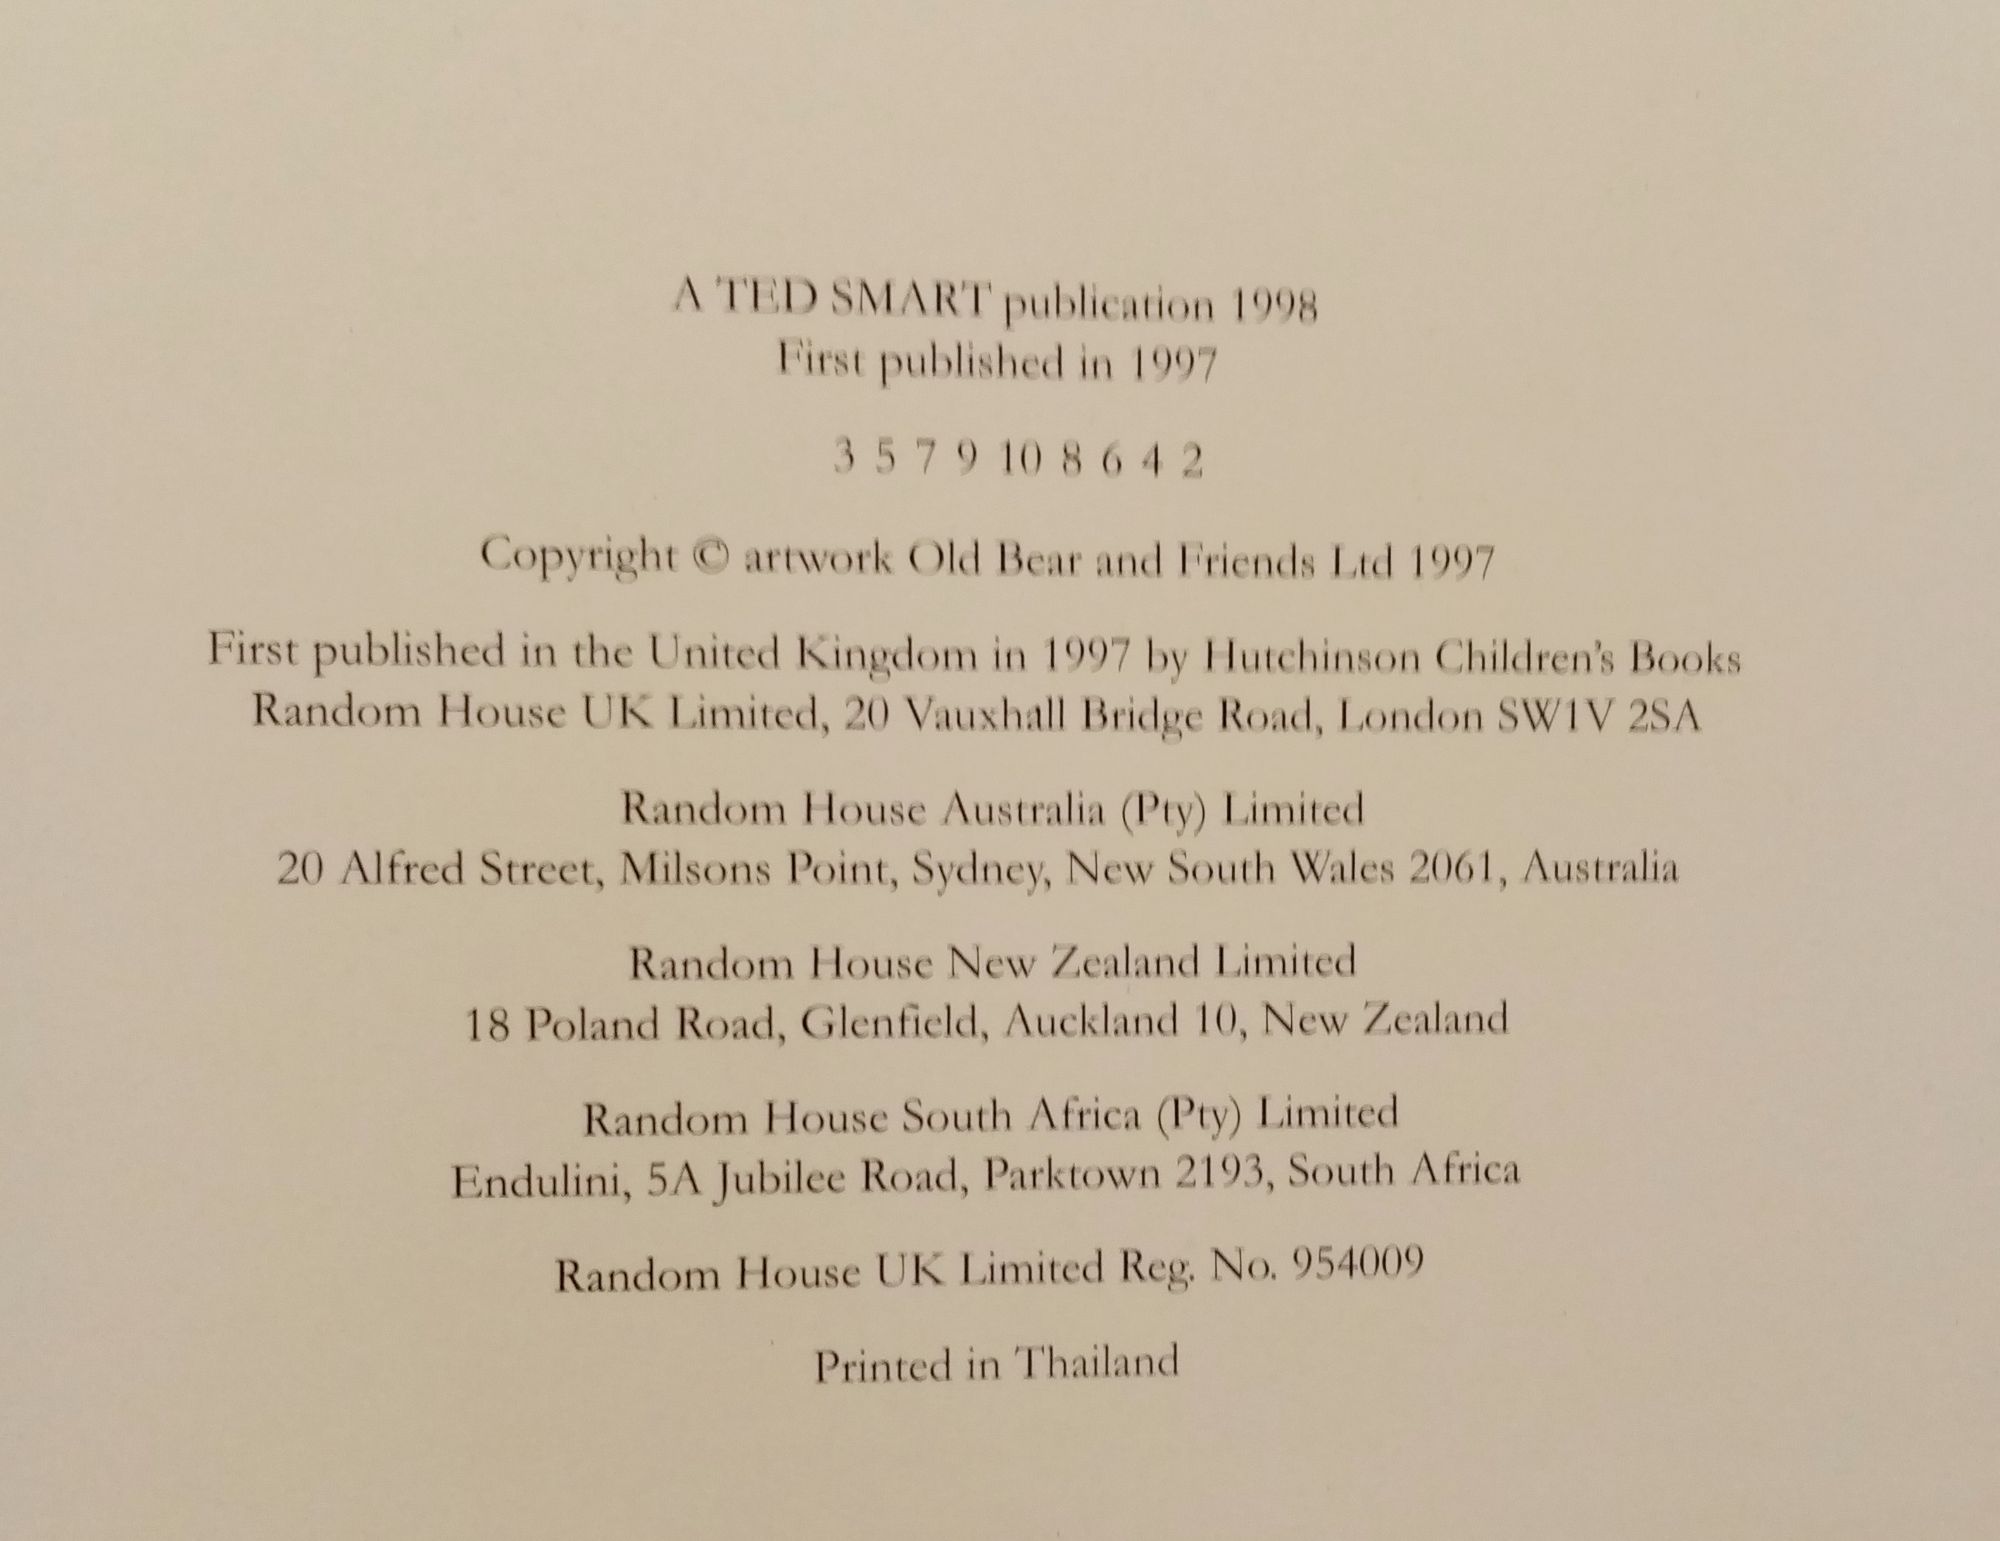 A TED SMART publication 1998
First published in 1997
3 5 7 9 10 8 6 4 2
Copyright © artwork Old Bear and Friends Ltd 1997
First published in the United Kingdom in 1997 by Hutchinson Children's Books
Random House UK Limited, 20 Vauxhall Bridge Road, London SW1V 2SA
Random House Australia (Pty) Limited
20 Alfred Street, Milsons Point, Sydney, New South Wales 2061, Australia
Random House New Zealand Limited
18 Poland Road, Glenfield, Auckland 10, New Zealand
Random House South Africa (Pty) Limited
Endulini, 5A Jubilee Road, Parktown 2193, South Africa
Random House UK Limited Reg. No. 954009
Printed in Thailand